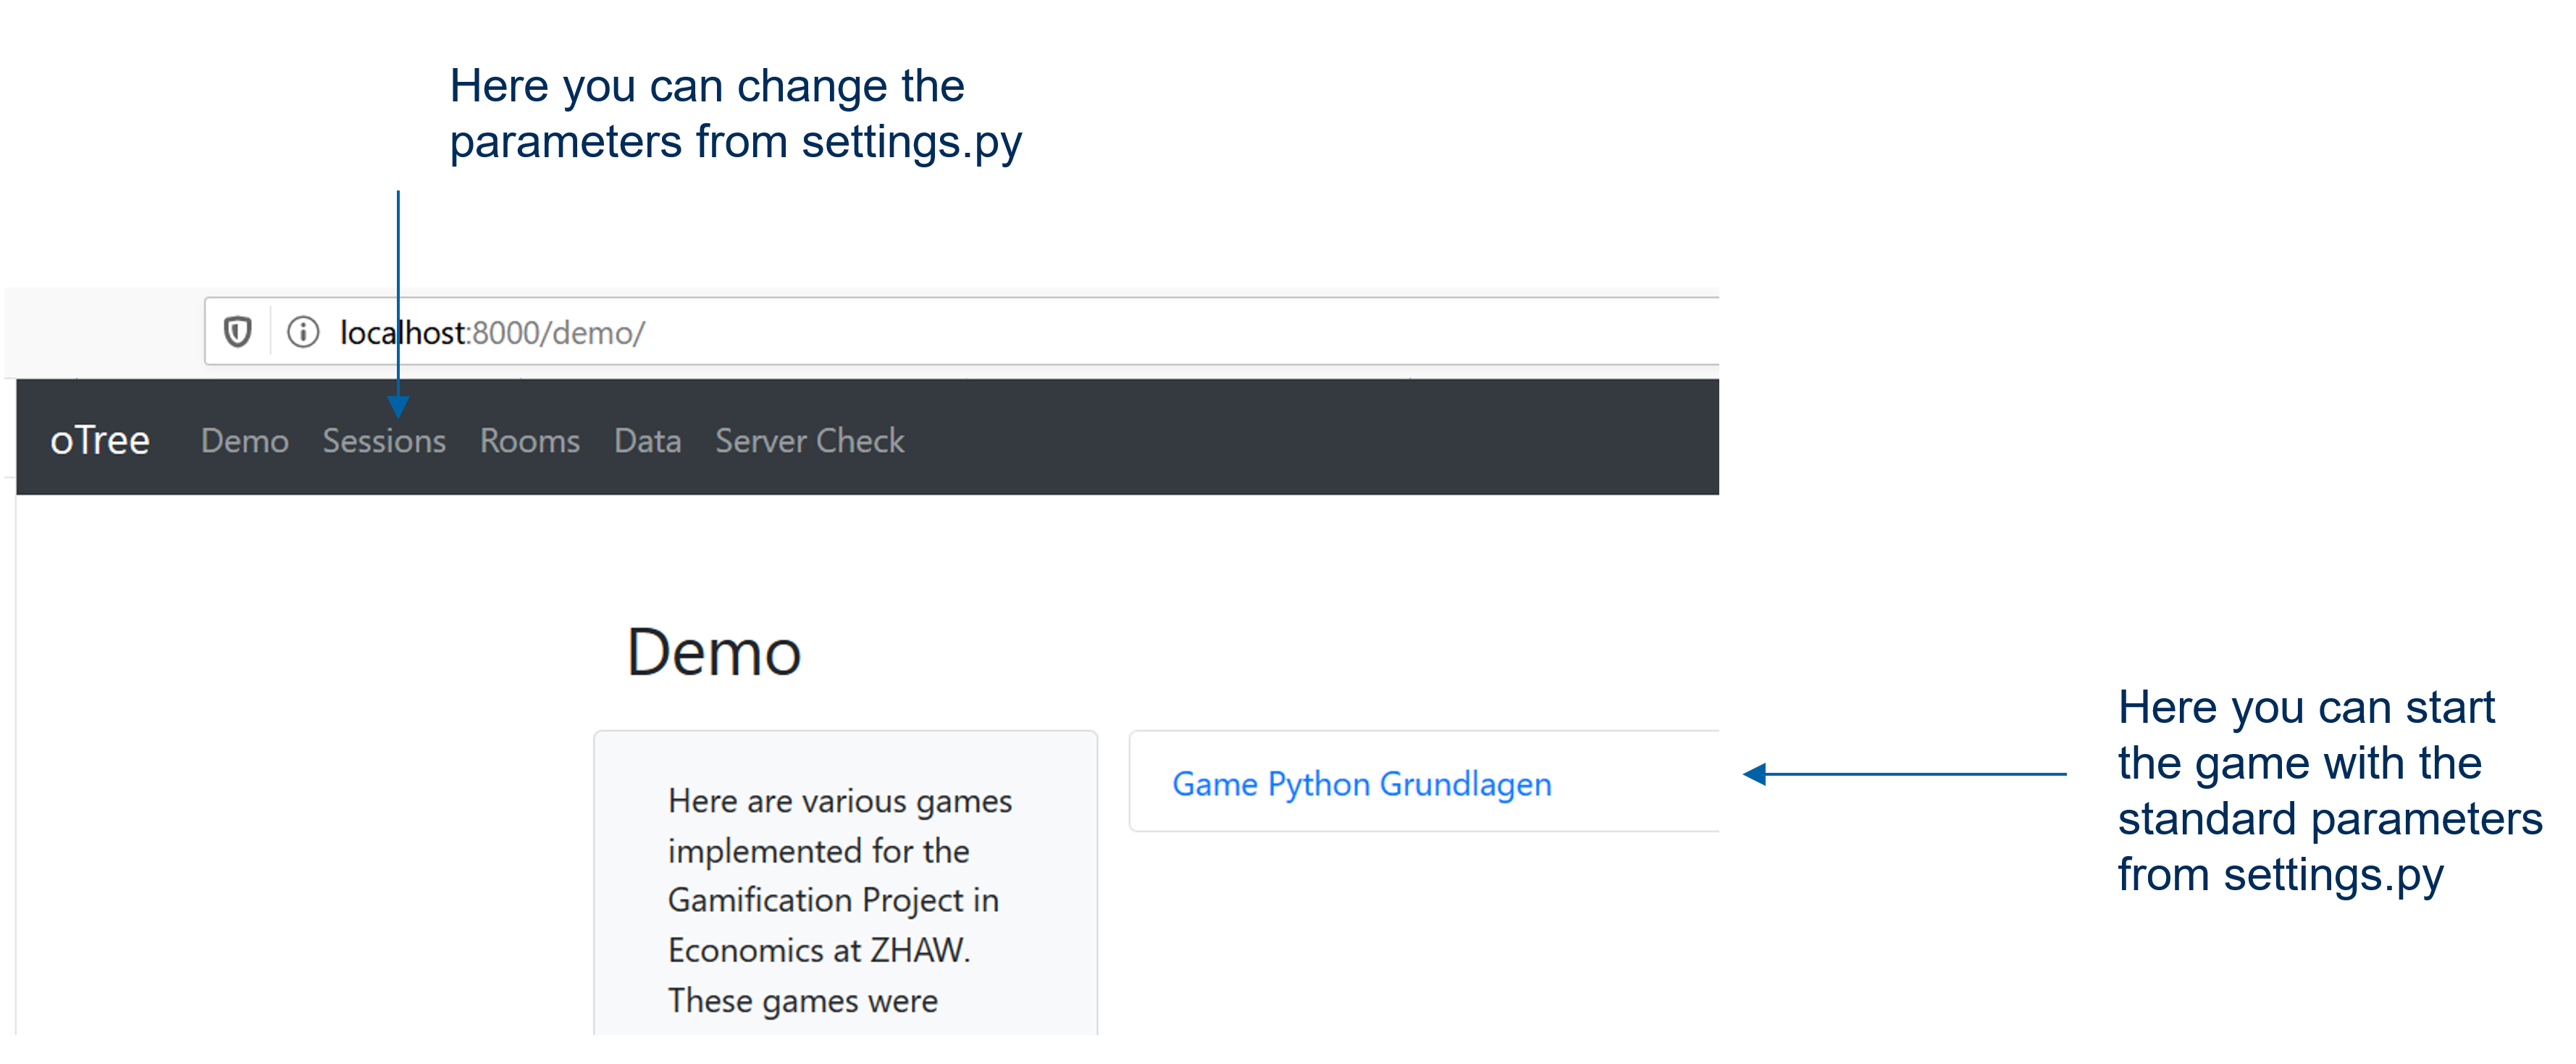 Here you can change the
parameters from settings.py
localhost:8000/demo/
oTree Demo Sessions Rooms Data Server Check
Demo
Here are various games
implemented for the
Gamification Project in
Economics at ZHAW.
These games were
Game Python Grundlagen
Here you can start
the game with the
standard parameters
from settings.py